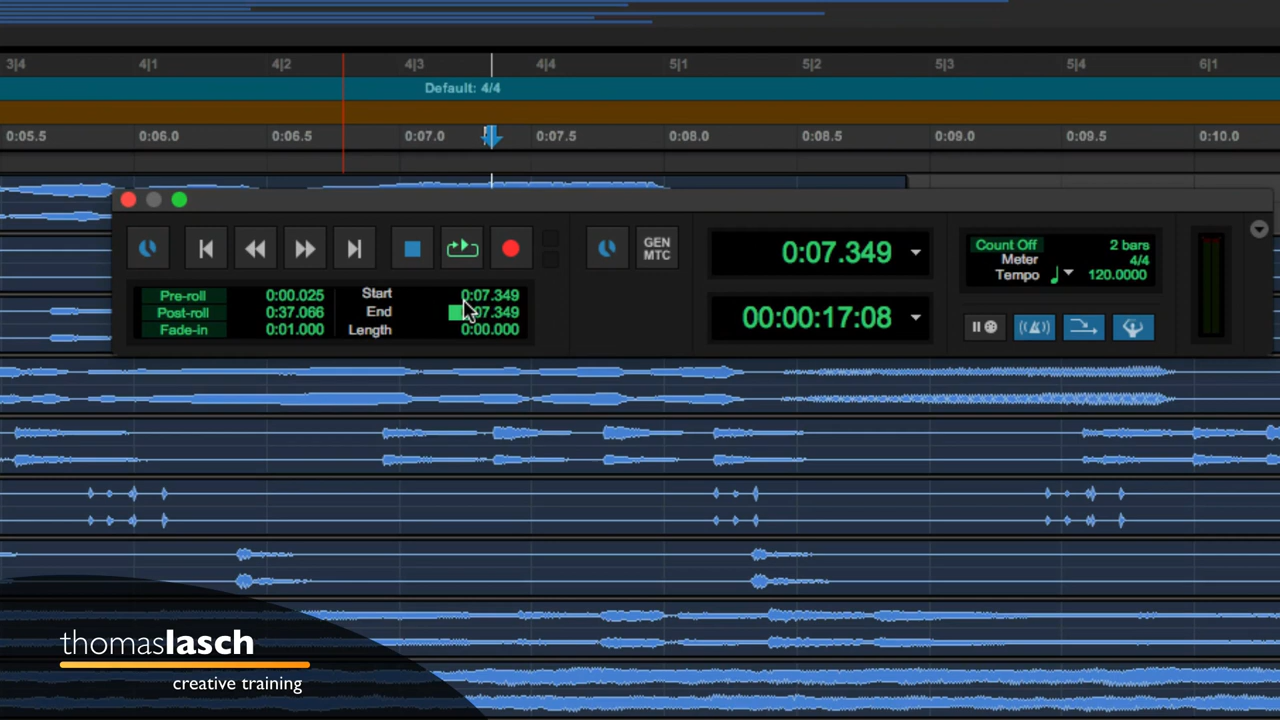 3|4 4|1 4|2 4|3 4|4 5|1 5|2 5|3 5|4 6|1
Default: 4/4
0:05.5 0:06.0 0:06.5 0:07.0 0:07.5 0:08.0 0:08.5 0:09.0 0:09.5 0:10.0
GEN
MTC
0:07.349
00:00:17:08
Count Off 2 bars
Meter 4/4
Tempo 120.0000
Pre-roll 0:00.025 Start 0:07.349
Post-roll 0:37.066 End :07.349
Fade-in 0:01.000 Length 0:00.000
thomaslasch
creative training